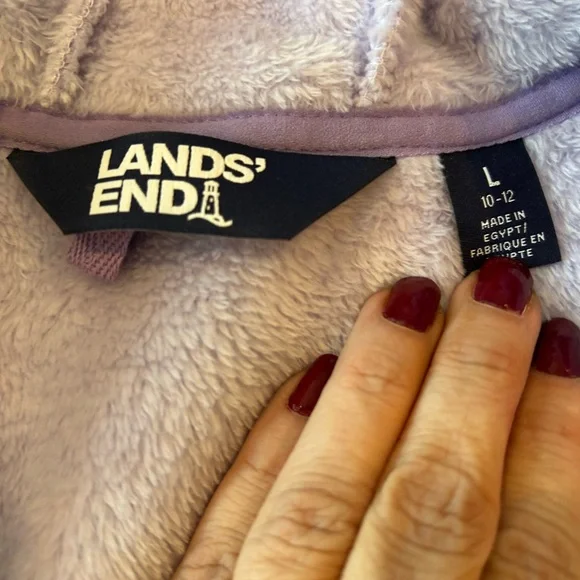 LANDS'
END
L
10-12
MADE IN
EGYPT/
FABRIQUE EN